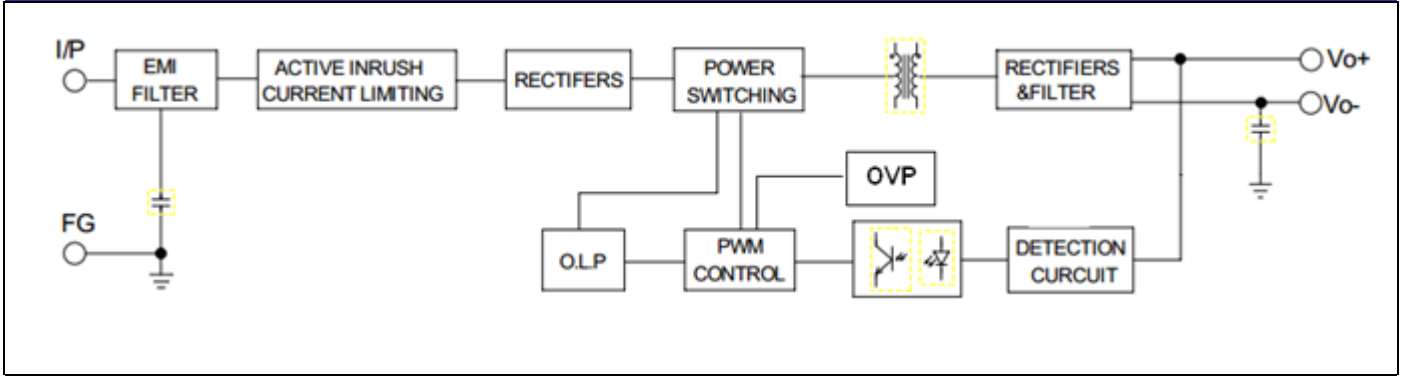 I/P
EMI
FILTER
ACTIVE INRUSH
CURRENT LIMITING
RECTIFERS
POWER
SWITCHING
RECTIFIERS
&FILTER
Vo+
Vo-
OVP
FG
O.L.P
PWM
CONTROL
DETECTION
CURCUIT